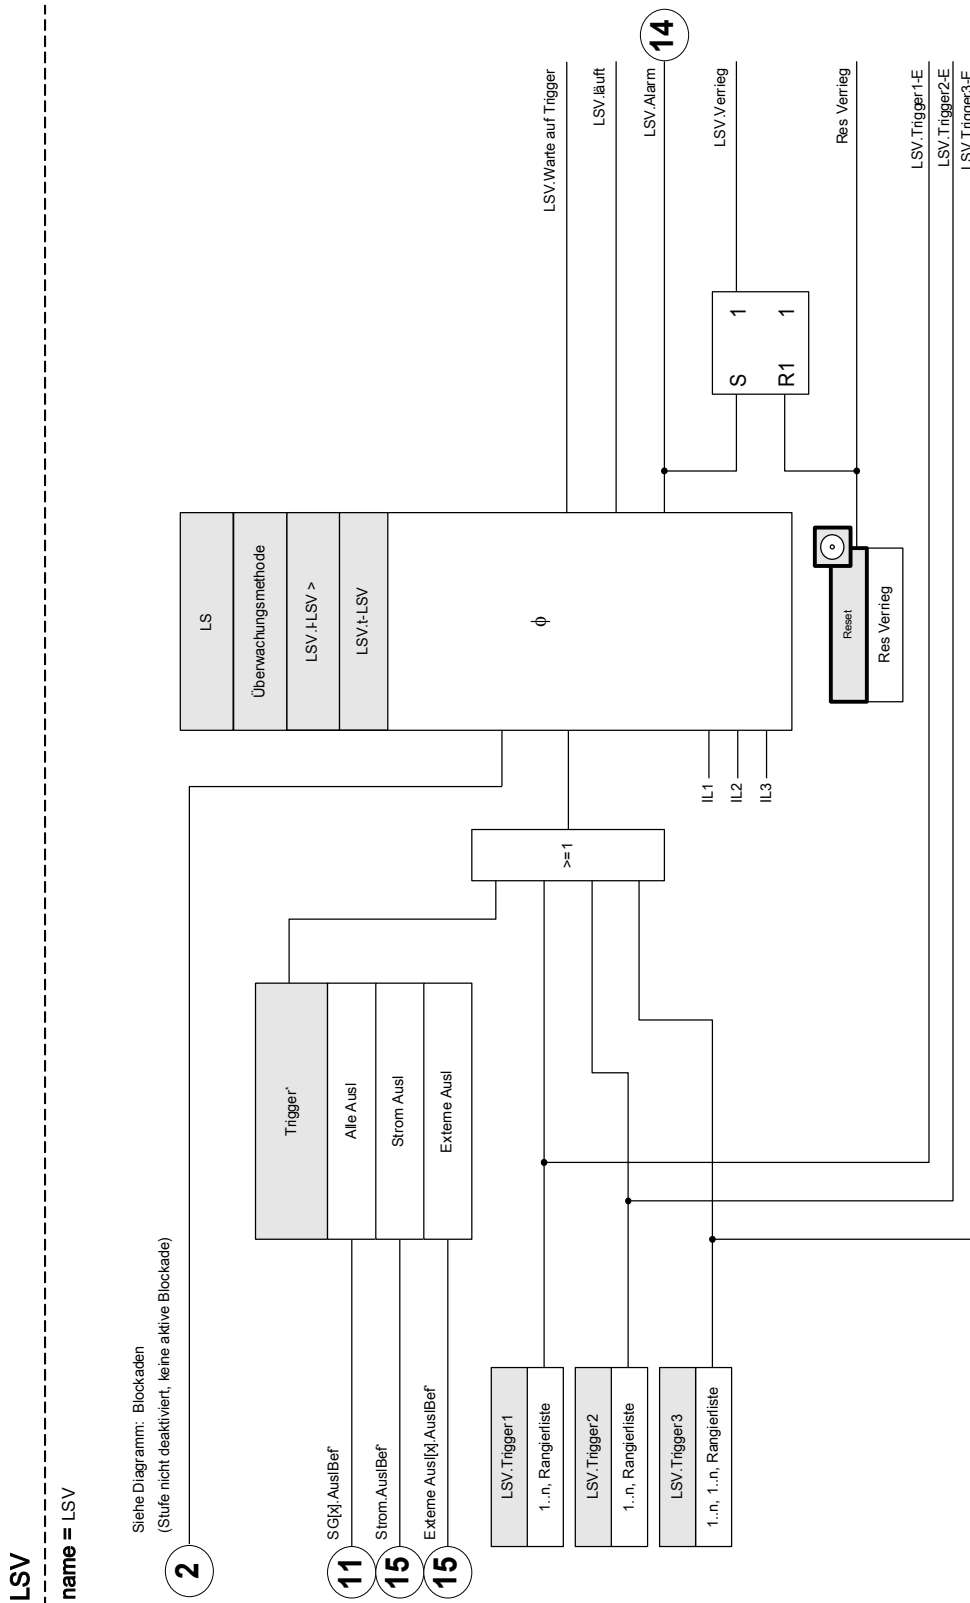 LSV
name = LSV
Siehe Diagramm: Blockaden
(Stufe nicht deaktiviert, keine aktive Blockade)
2
SG[x].AuslBef*
11
Strom.AuslBef*
15
Externe Ausl[x].AuslBef*
15
Trigger*
Alle Ausl
Strom Ausl
Externe Ausl
LSV.Trigger1
1..n, Rangierliste
LSV.Trigger2
1..n, Rangierliste
LSV.Trigger3
1..n, 1..n, Rangierliste
>=1
LS
Überwachungsmethode
LSV.I-LSV >
LSV.t-LSV
φ
IL1
IL2
IL3
Reset
Res Verrieg
S 1
R1 1
LSV.Warte auf Trigger
LSV.läuft
LSV.Alarm
14
LSV.Verrieg
Res Verrieg
LSV.Trigger1-E
LSV.Trigger2-E
LSV.Trigger3-E